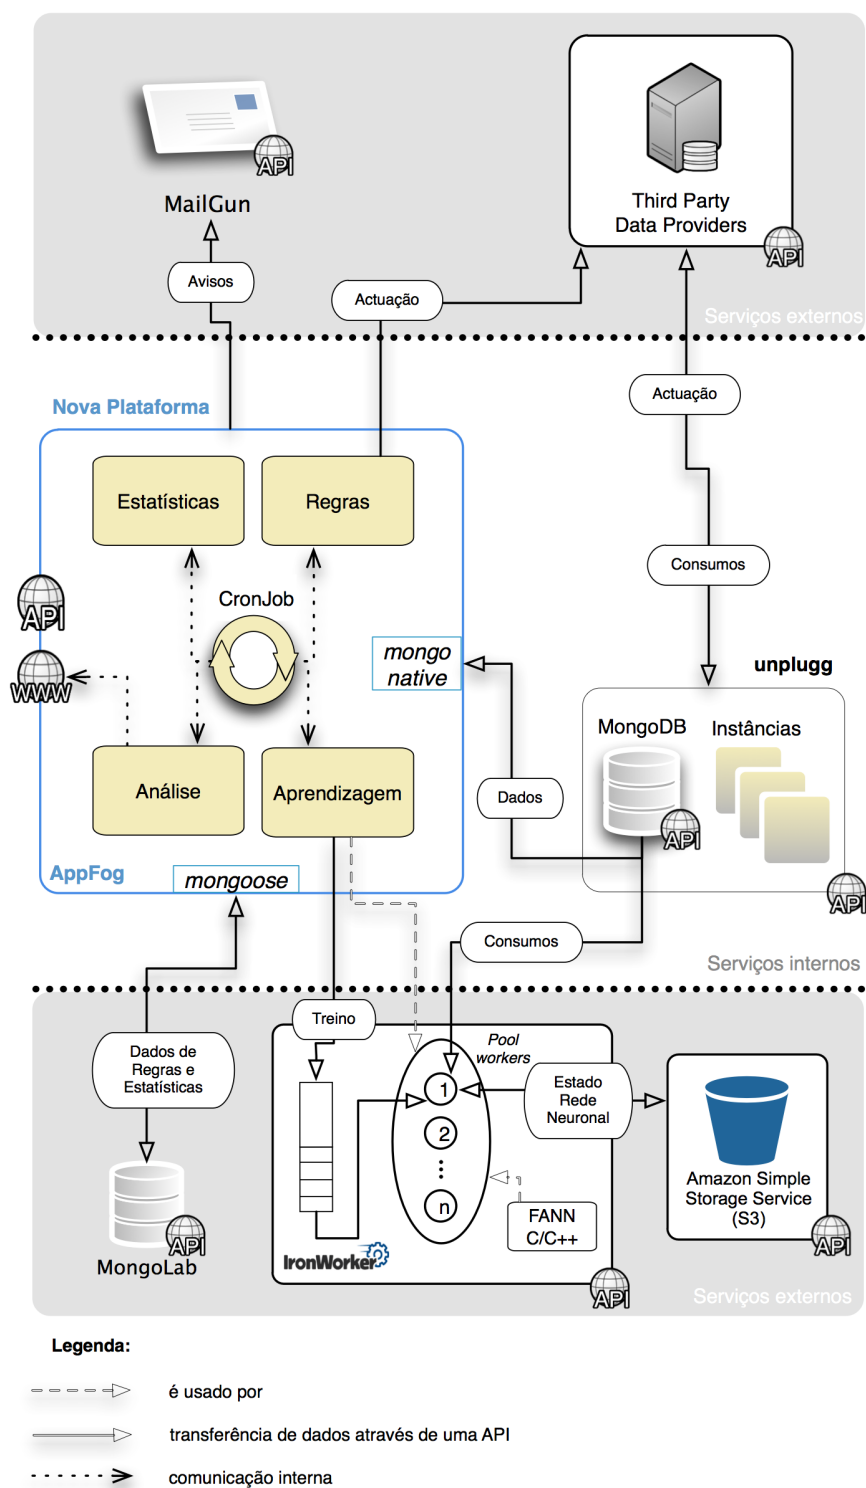 API
MailGun
Third Party
Data Providers
API
Avisos
Actuação
Serviços externos
Actuação
Nova Plataforma
Estatísticas
Regras
Consumos
CronJob
API
mongo
native
WWW
unplugg
MongoDB
Instâncias
Análise
Aprendizagem
Dados
API
AppFog
mongoose
API
Consumos
Serviços internos
Treino
Pool
workers
Dados de
Regras e
Estatísticas
1
Estado
Rede
Neuronal
2
n
FANN
C/C++
Amazon Simple
Storage Service
(S3)
API
API
MongoLab
IronWorker
API
Serviços externos
Legenda:
é usado por
transferência de dados através de uma API
comunicação interna